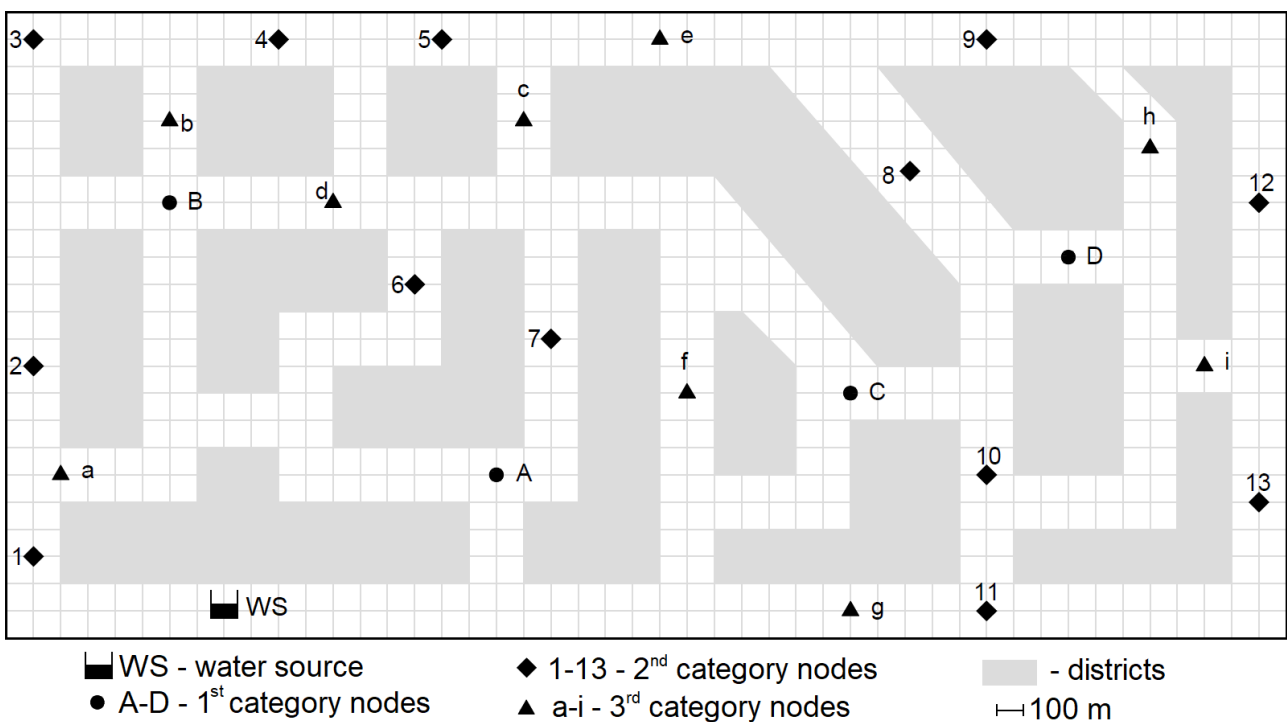 3 4 5 e 9
c
b h
8
d 12
B
D
6
7
2 f i
C
10
a A 13
1
WS g 11
WS - water source 1-13 - 2nd category nodes - districts
A-D - 1st category nodes a-i - 3rd category nodes 100 m